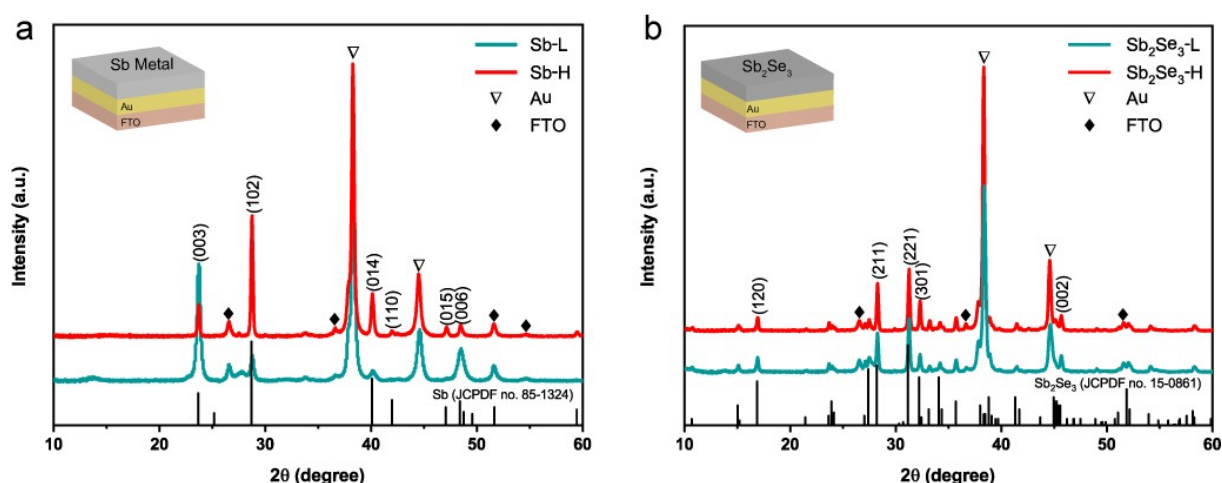 a
Sb Metal
Au
FTO
Sb-L
Sb-H
Au
FTO
(003)
(102)
(014)
(110)
(015)
(006)
Sb (JCPDF no. 85-1324)
Intensity (a.u.)
10 20 30 40 50 60
2θ (degree)
b
Sb₂Se₃
Au
FTO
Sb₂Se₃-L
Sb₂Se₃-H
Au
FTO
(120)
(211)
(221)
(301)
(002)
Sb₂Se₃ (JCPDF no. 15-0861)
Intensity (a.u.)
10 20 30 40 50 60
2θ (degree)